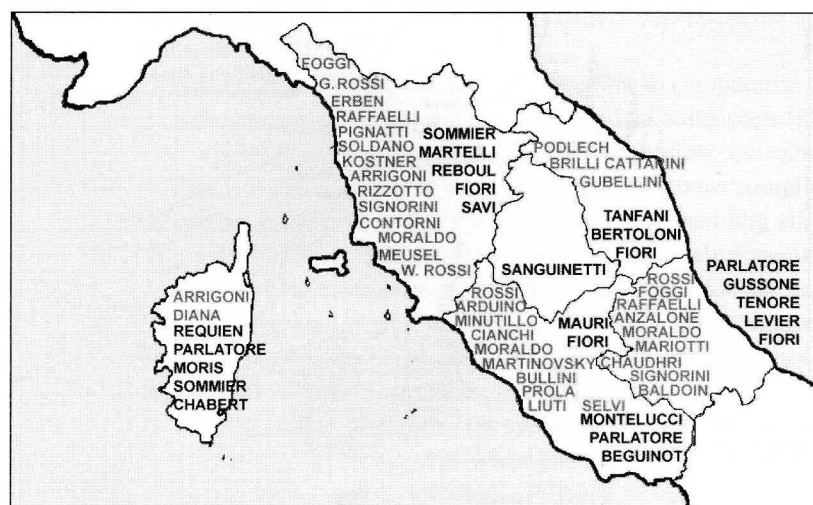 FOGGI
G. ROSSI
ERBEN
RAFFAELLI
PIGNATTI
SOLDANO
KOSTNER
ARRIGONI
RIZZOTTO
SIGNORINI
CONTORNI
MORALDO
MEUSEL
W. ROSSI
SOMMIER
MARTELLI
REBOUL
FIORI
SAVI
PODLECH
BRILLI CATTARINI
GUBELLINI
TANFANI
BERTOLONI
FIORI
SANGUINETTI
PARLATORE
GUSSONE
TENORE
LEVIER
FIORI
ROSSI
FOGGI
RAFFAELLI
ANZALONE
MORALDO
MARIOTTI
CHAUDHRI
SIGNORINI
BALDOIN
ROSSI
ARDUINO
MINUTILLO
CIANCHI
MORALDO
MARTINOVSKY
BULLINI
PROLA
LIUTI
SELVI
MAURI
FIORI
MONTELUCCI
PARLATORE
BEGUINOT
ARRIGONI
DIANA
REQUIEN
PARLATORE
MORIS
SOMMIER
CHABERT